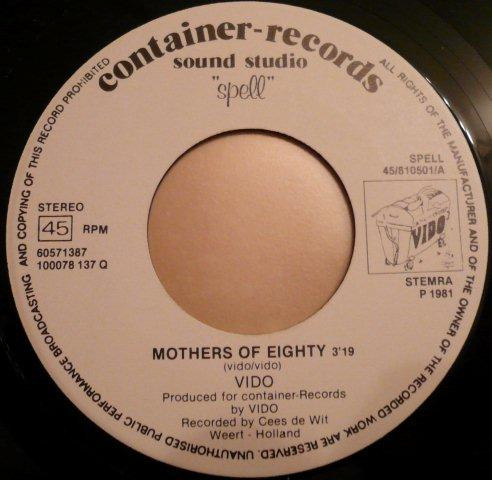 container-records
sound studio
"spell"
ALL RIGHTS OF THE MANUFACTURER AND OF THE OWNER OF THE RECORDED WORK ARE RESERVED. UNAUTHORISED PUBLIC PERFORMANCE BROADCASTING AND COPYING OF THIS RECORD PROHIBITED
SPELL
45/810501/A
STEREO
45 RPM
60571387
100078 137 Q
VIDO
STEMRA
P 1981
MOTHERS OF EIGHTY 3'19
(vido/vido)
VIDO
Produced for container-Records
by VIDO
Recorded by Cees de Wit
Weert - Holland